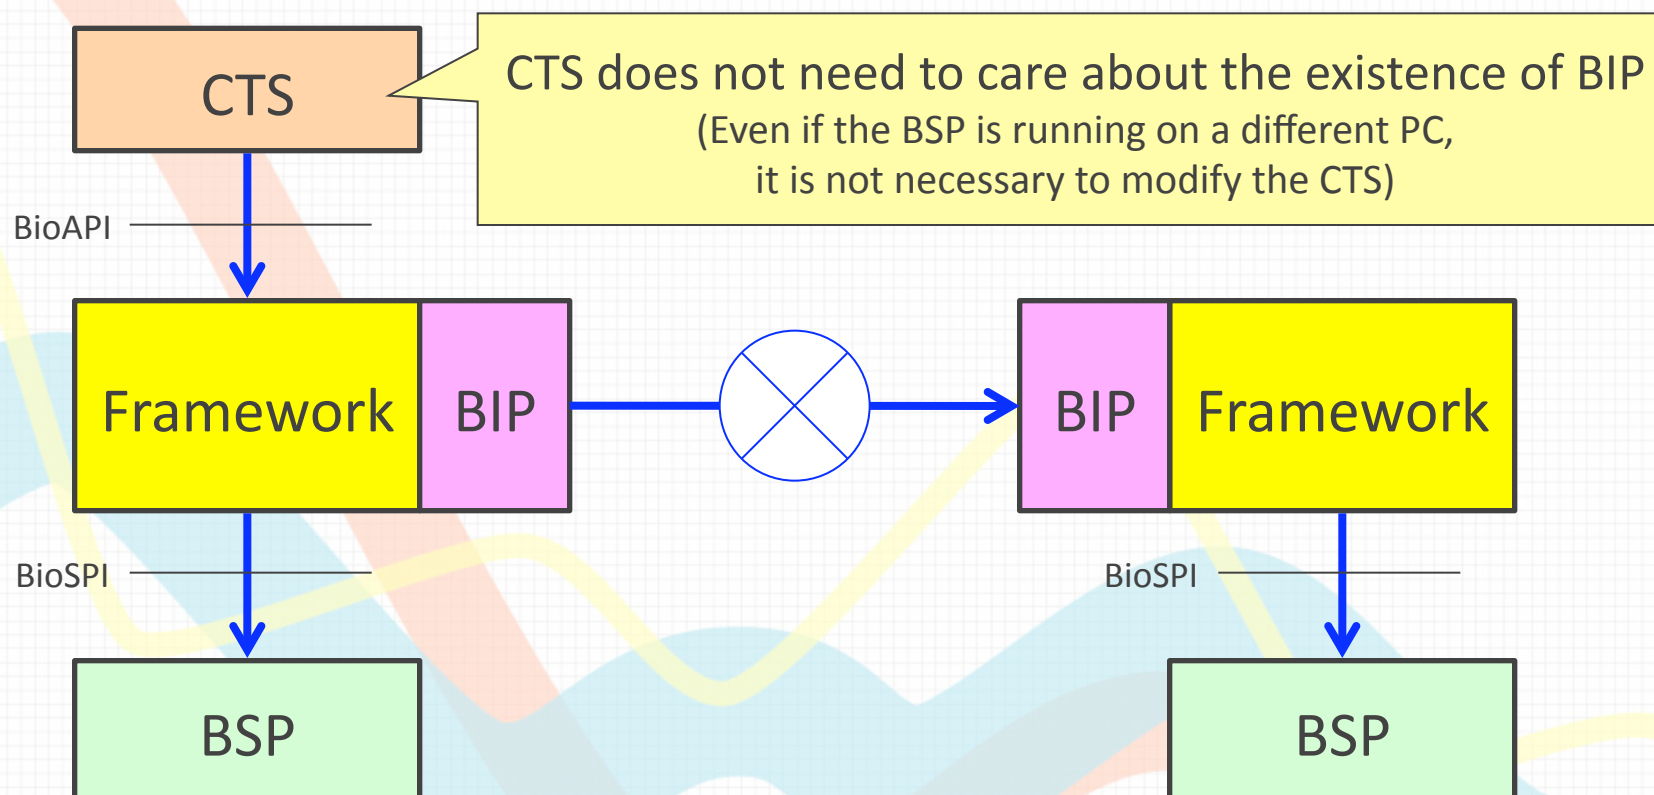 CTS
CTS does not need to care about the existence of BIP
(Even if the BSP is running on a different PC,
it is not necessary to modify the CTS)
BioAPI
Framework
BIP
BIP
Framework
BioSPI
BioSPI
BSP
BSP